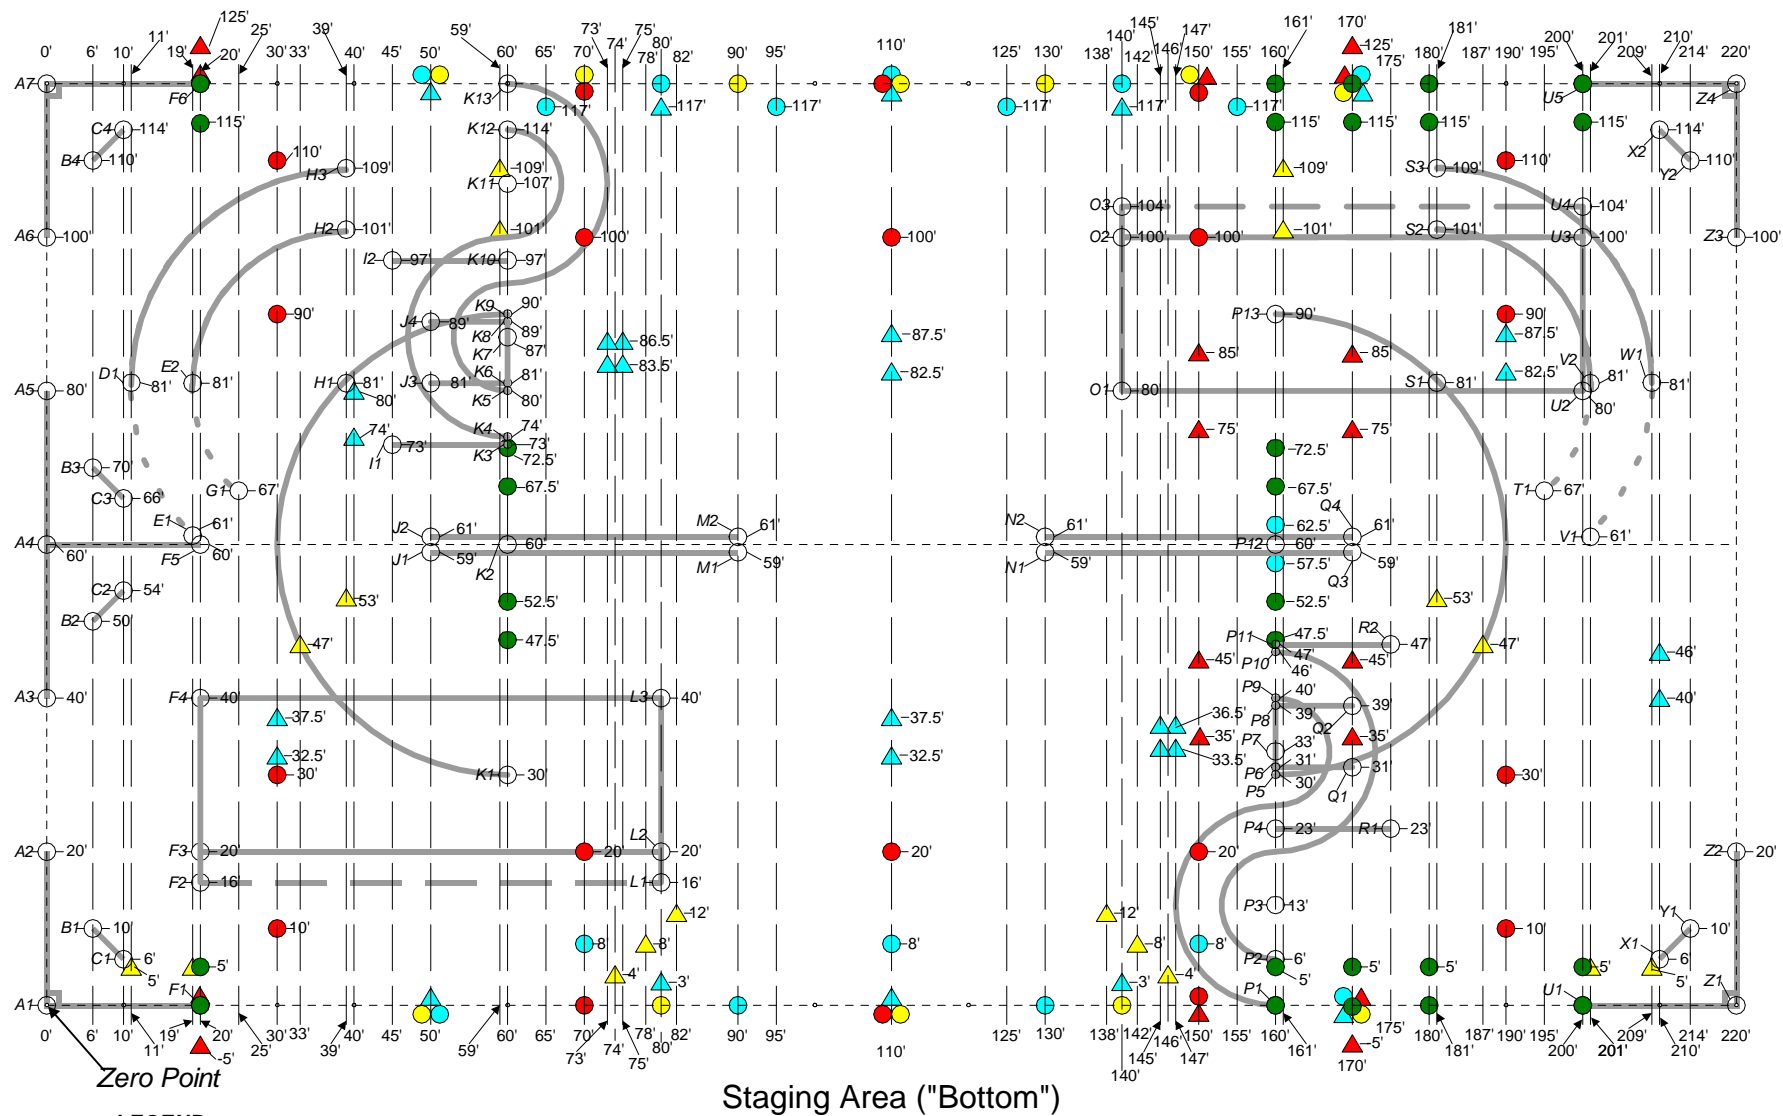 125' 145' 147' 161' 170' 181' 201' 210'
11' 19' 20' 25' 39' 59' 73' 74' 75' 140' 146' 175' 200' 209'
0' 6' 10' 30' 33' 40' 45' 50' 60' 65' 70' 78' 80' 82' 90' 95' 110' 125' 130' 138' 142' 150' 155' 160' 180' 187' 190' 195' 214' 220'
-125'
A7 F6 K13 U5 Z4
117' 117' 117' 117' 117' 117'
C4 114' 115' K12 114' 115' 115' 115' 115' X2 114'
B4 110' 110' 110' 110' Y2
H3 109' 109' K11 107' 109' S3 109'
O3 104' U4 104'
A6 100' H2 101' 101' 100' 100' O2 100 100' 101' S2 101' U3 100' Z3 100'
I2 97' K10 97'
90' K9 90' P13 90' 90
J4 89' K8 89' K7 87' 86.5' 87.5' 87.5'
83.5' 82.5' 85' 85' 82.5'
D1 81' E2 81' H1 81' J3 81' K6 81' S1 81' V2 81' W1 81'
A5 80' 80' K5 80' O1 80 U2 80'
74' K4 74' 75' 75'
I1 73' K3 73' 72.5' 72.5'
B3 70'
C3 66' G1 67' 67.5' 67.5' T1 67'
E1 61' J2 61' M2 61' N2 61' 62.5' Q4 61' V1 61'
A4 60' F5 60' K2 60' P12 60'
J1 59' M1 59' N1 59' 57.5' Q3 59'
C2 54' 53' 52.5' 52.5' 53'
B2 50'
47' 47.5' P11 47.5' 47' R2 47' 47'
45' P10 46' 45' 46'
A3 40' F4 40' L3 40' P9 40' 40'
P8 39' Q2 39'
37.5' 37.5' 36.5' 35' P7 33' 35'
32.5' 32.5' 33.5' P6 31' Q1 31'
30' K1 30' P5 30' 30'
P4 23' R1 23'
A2 20' F3 20' 20' L2 20' 20' 20' Z2 20'
F2 16' L1 16'
12' 12' P3 13'
B1 10' 10' 10' Y1 10'
8' 8' 8' 8' 8'
C1 6' P2 6' X1 6'
5' 5' 5' 5' 5' 5' 5'
4' 4'
3' 3'
A1 F1 P1 U1 Z1
0' 6' 10' 20' 25' 30' 33' 40' 45' 50' 60' 65' 70' 78' 82' 90' 95' 125' 130' 138' 142' 150' 155' 160' 175' 180' 187' 190' 195' 214' 220'
11' 19' 39' 59' 73' 74' 75' 80' 110' 145' 146' 147' 161' 170' 181' 200' 201' 209' 210'
-5' -5' 140'
Zero Point
Staging Area ("Bottom")